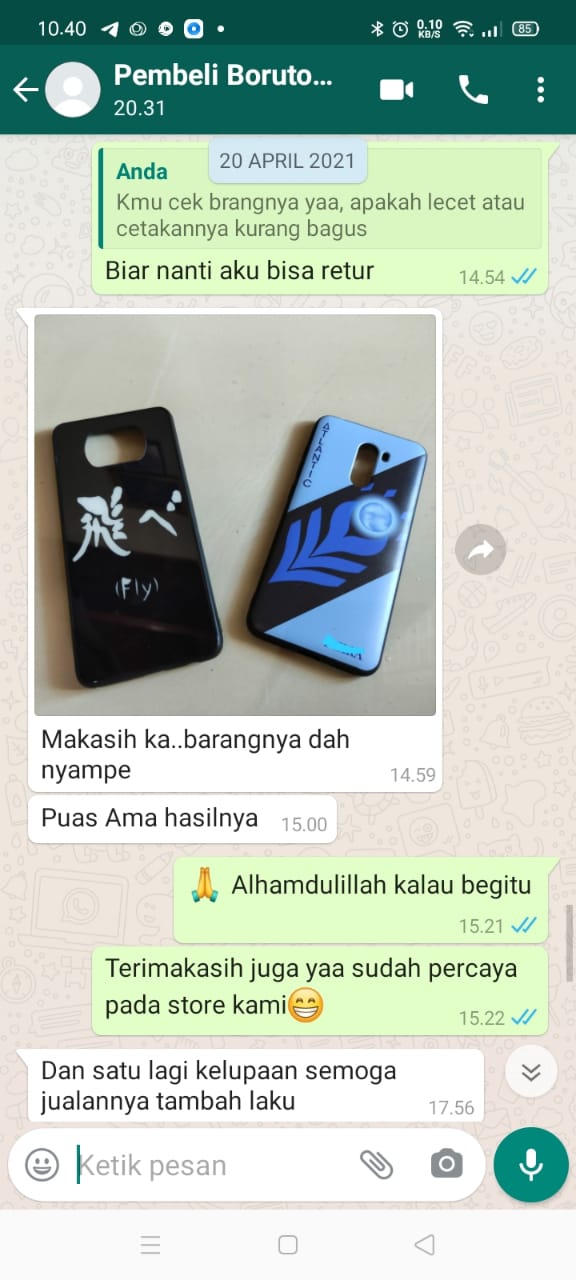 10.40
0.10
KB/S
85
Pembeli Boruto...
20.31
20 APRIL 2021
Anda
Kmu cek brangnya yaa, apakah lecet atau
cetakannya kurang bagus
Biar nanti aku bisa retur
14.54
飛べ
(Fly)
ATLANTIC
Makasih ka..barangnya dah
nyampe
14.59
Puas Ama hasilnya
15.00
🙏 Alhamdulillah kalau begitu
15.21
Terimakasih juga yaa sudah percaya
pada store kami😁
15.22
Dan satu lagi kelupaan semoga
jualannya tambah laku
17.56
Ketik pesan